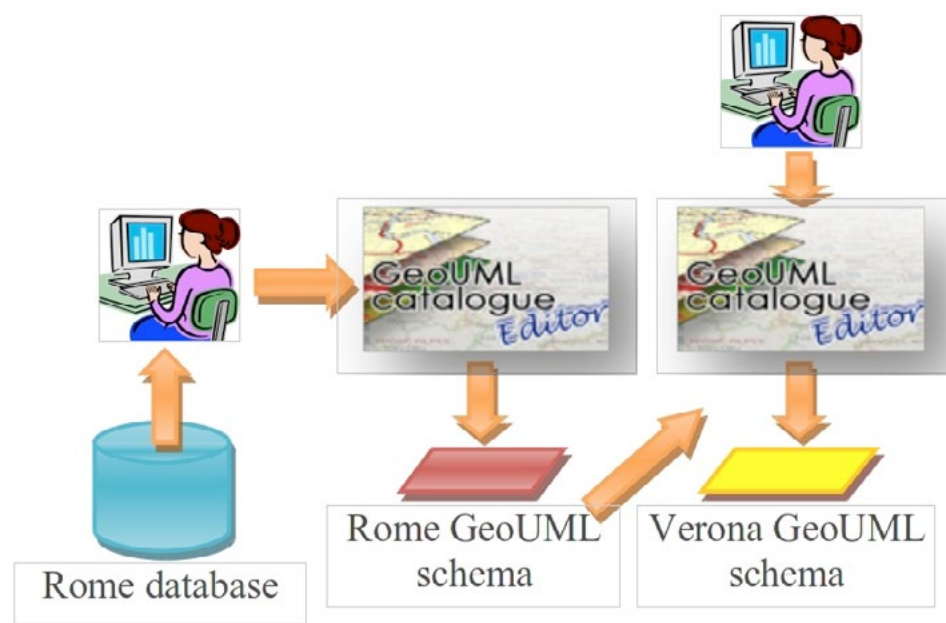 GeoUML
catalogue
Editor
GeoUML
catalogue
Editor
Rome GeoUML
schema
Verona GeoUML
schema
Rome database